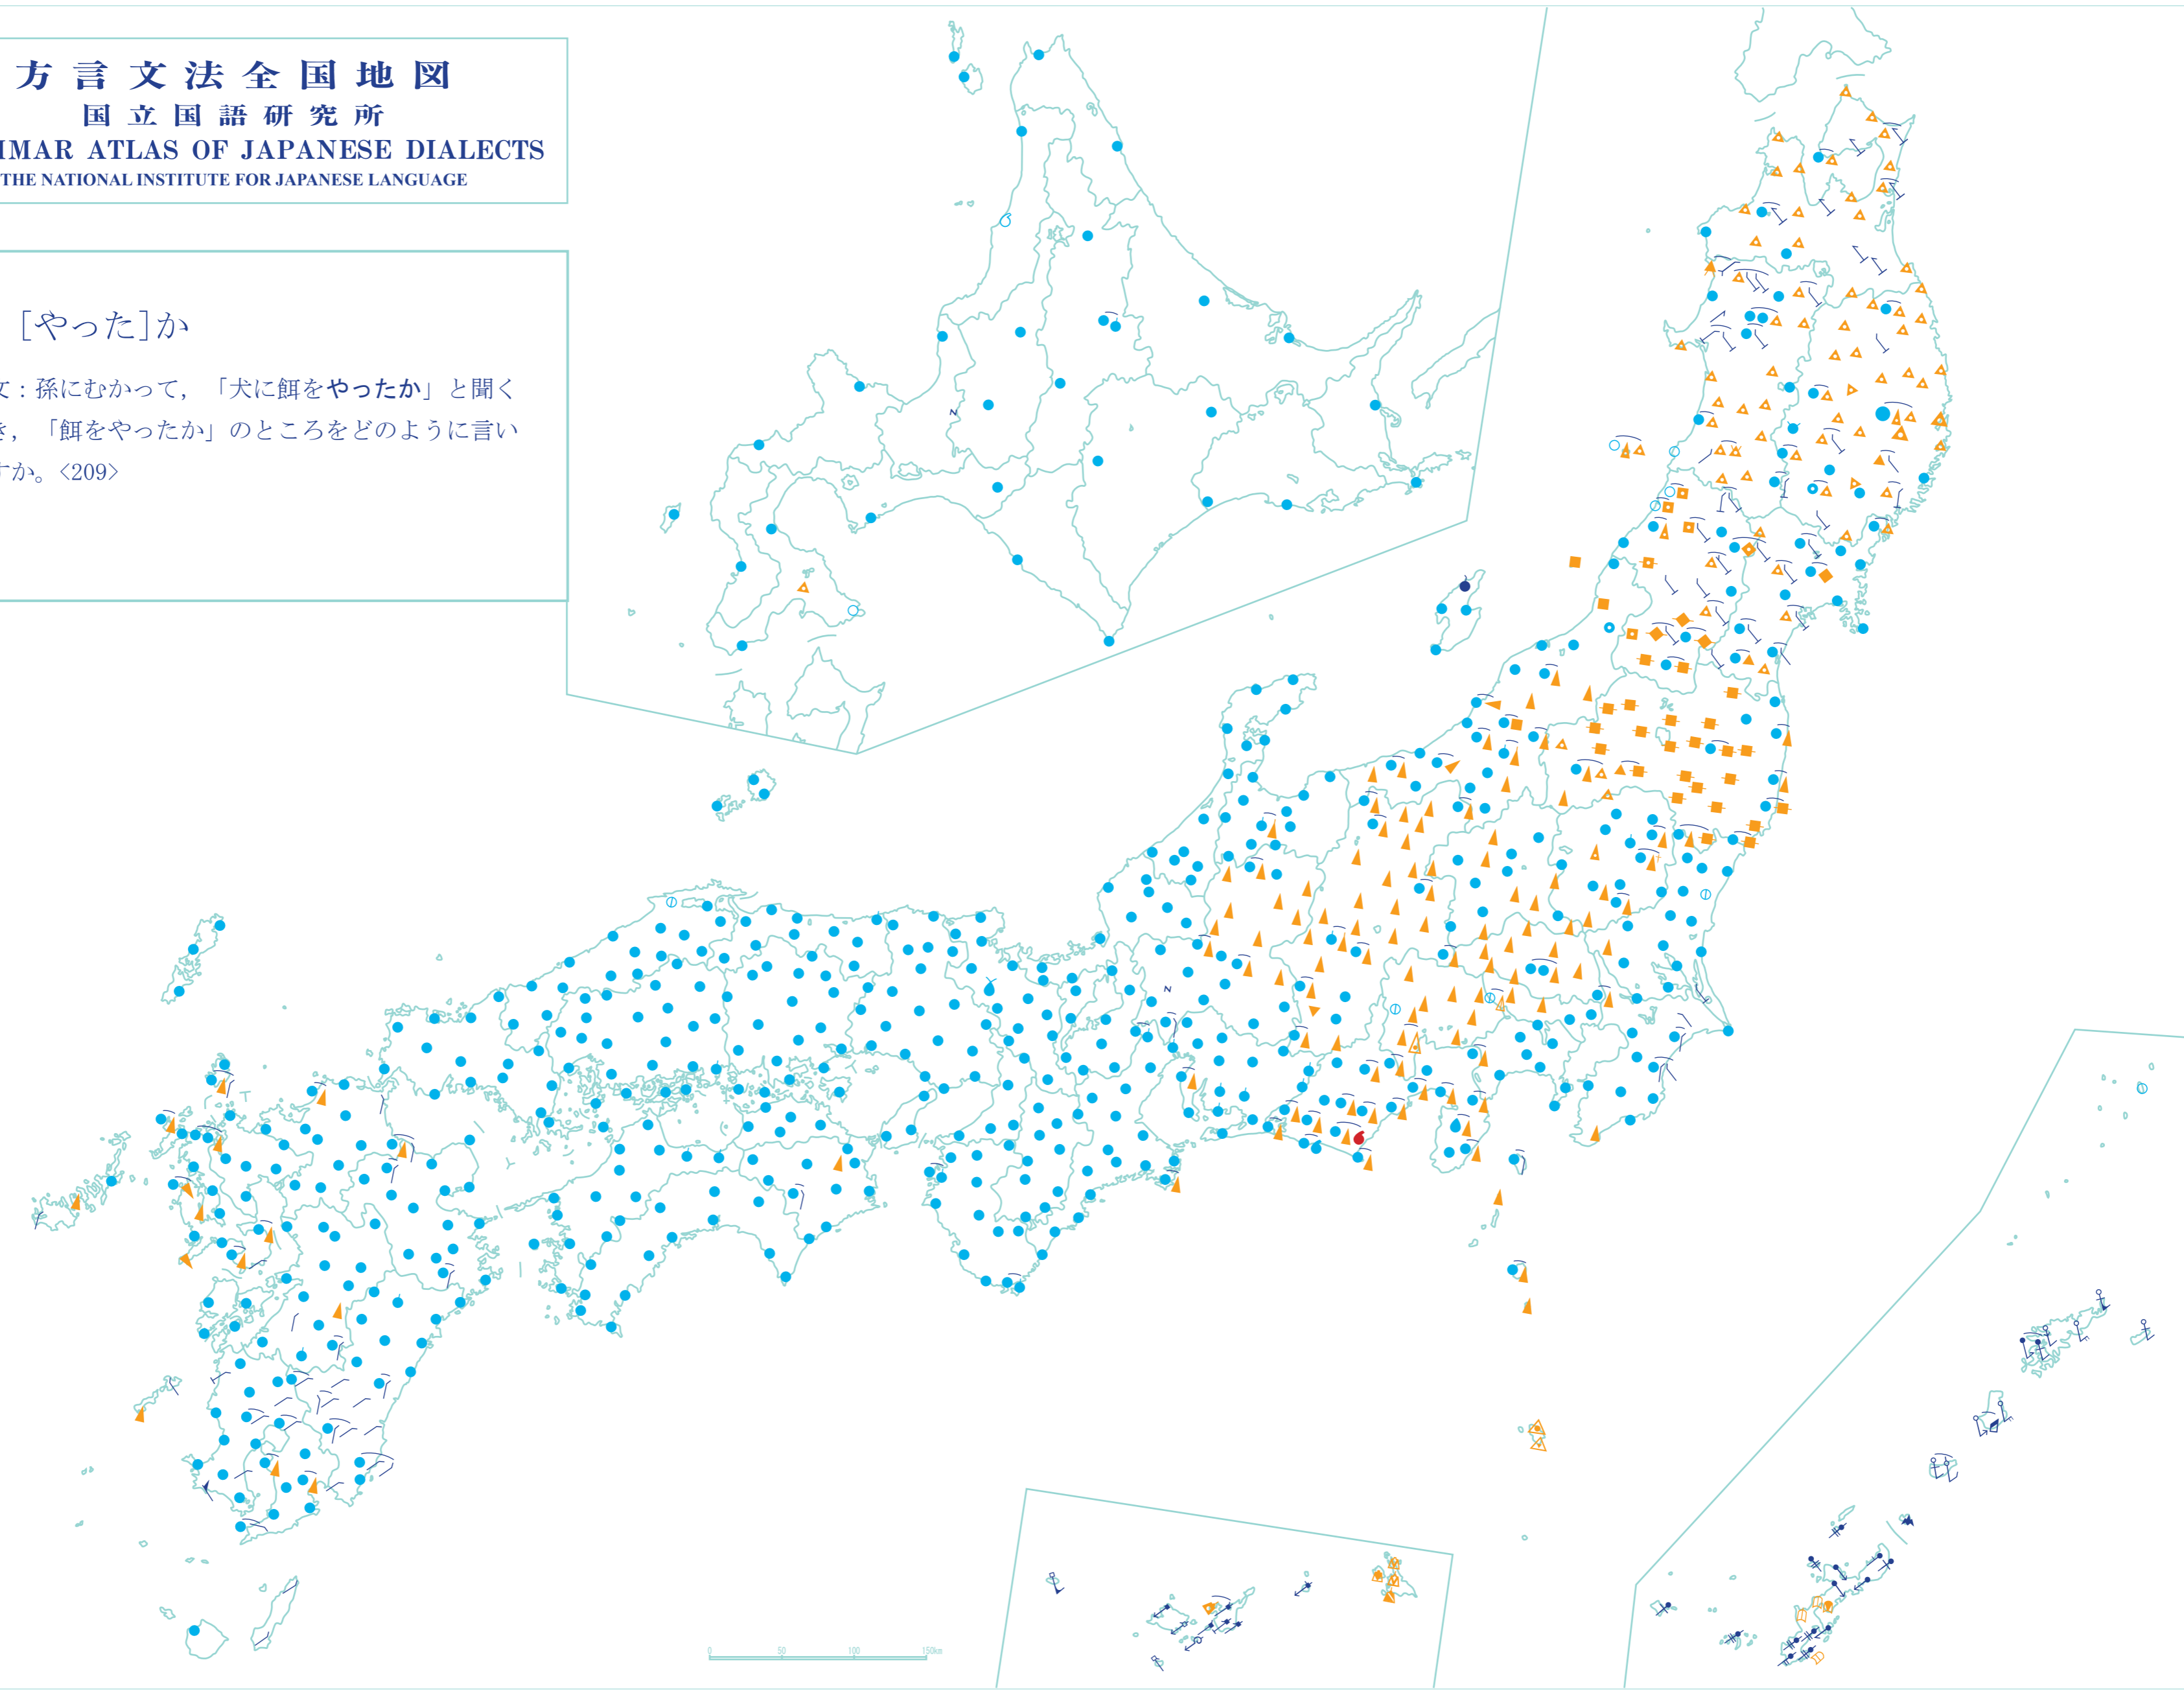 方言文法全国地図
国立国語研究所
MAR ATLAS OF JAPANESE DIALECTS
THE NATIONAL INSTITUTE FOR JAPANESE LANGUAGE
[やった]か
文：孫にむかって，「犬に餌をやったか」と聞く
き，「餌をやったか」のところをどのように言い
すか。<209>
N
N
0 50 100 150km